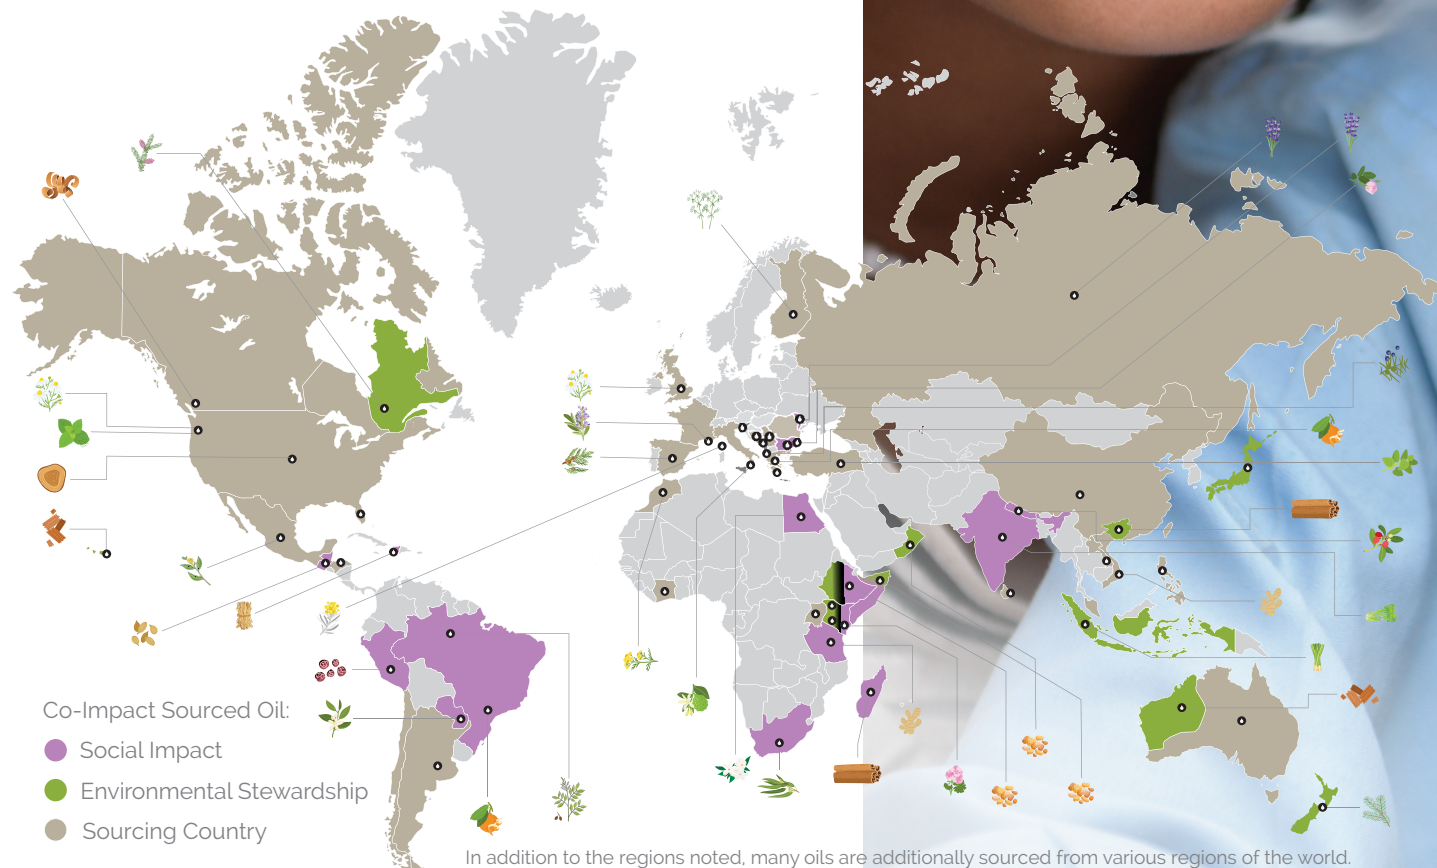 Co-Impact Sourced Oil:
Social Impact
Environmental Stewardship
Sourcing Country
In addition to the regions noted, many oils are additionally sourced from various regions of the world.